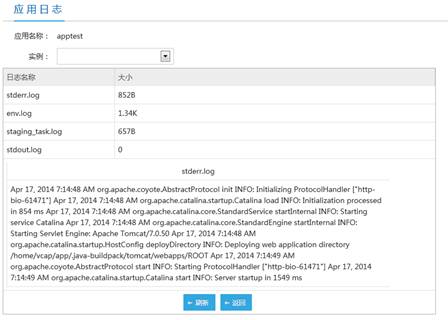 应用日志
应用名称： apptest
实例：
日志名称 大小
stderr.log 852B
env.log 1.34K
staging_task.log 657B
stdout.log 0
stderr.log
Apr 17, 2014 7:14:48 AM org.apache.coyote.AbstractProtocol init INFO: Initializing ProtocolHandler ["http-
bio-61471"] Apr 17, 2014 7:14:48 AM org.apache.catalina.startup.Catalina load INFO: Initialization processed
in 854 ms Apr 17, 2014 7:14:48 AM org.apache.catalina.core.StandardService startInternal INFO: Starting
service Catalina Apr 17, 2014 7:14:48 AM org.apache.catalina.core.StandardEngine startInternal INFO:
Starting Servlet Engine: Apache Tomcat/7.0.50 Apr 17, 2014 7:14:48 AM
org.apache.catalina.startup.HostConfig deployDirectory INFO: Deploying web application directory
/home/vcap/app/.java-buildpack/tomcat/webapps/ROOT Apr 17, 2014 7:14:49 AM
org.apache.coyote.AbstractProtocol start INFO: Starting ProtocolHandler ["http-bio-61471"] Apr 17, 2014
7:14:49 AM org.apache.catalina.startup.Catalina start INFO: Server startup in 1549 ms
刷新 返回